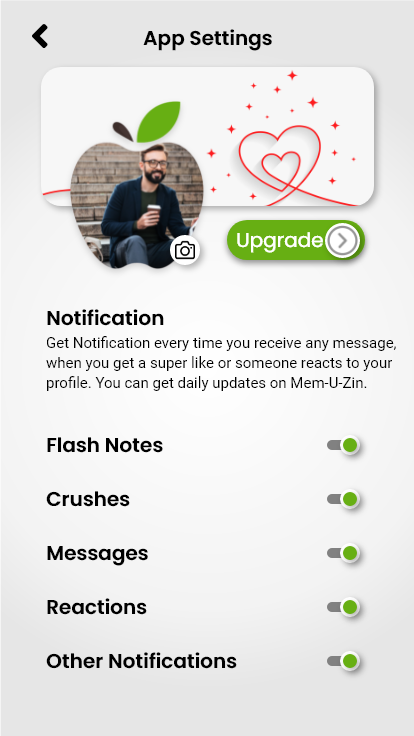 App Settings
Upgrade
Notification
Get Notification every time you receive any message,
when you get a super like or someone reacts to your
profile. You can get daily updates on Mem-U-Zin.
Flash Notes
Crushes
Messages
Reactions
Other Notifications